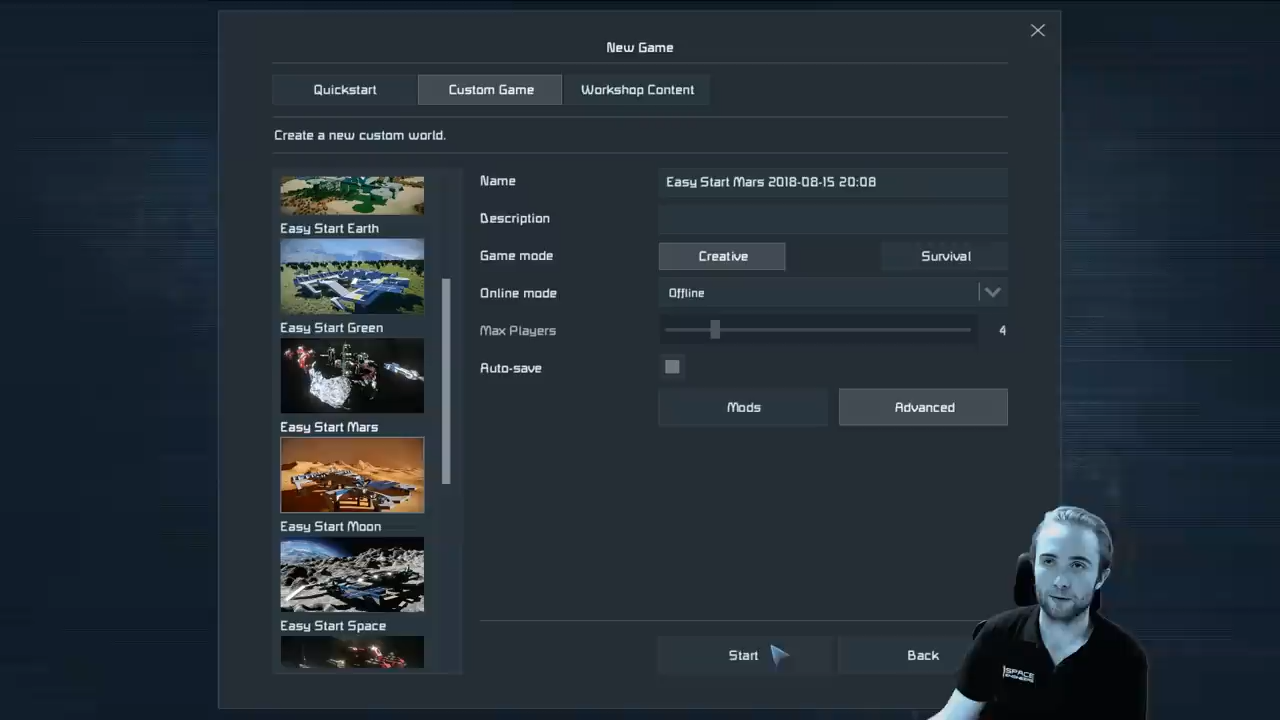 New Game
Quickstart
Custom Game
Workshop Content
Create a new custom world.
Easy Start Earth
Easy Start Green
Easy Start Mars
Easy Start Moon
Easy Start Space
Name
Easy Start Mars 2018-08-15 20:08
Description
Game mode
Creative
Survival
Online mode
Offline
Max Players
4
Auto-save
Mods
Advanced
Start
Back
SPACE
ENGINEERS